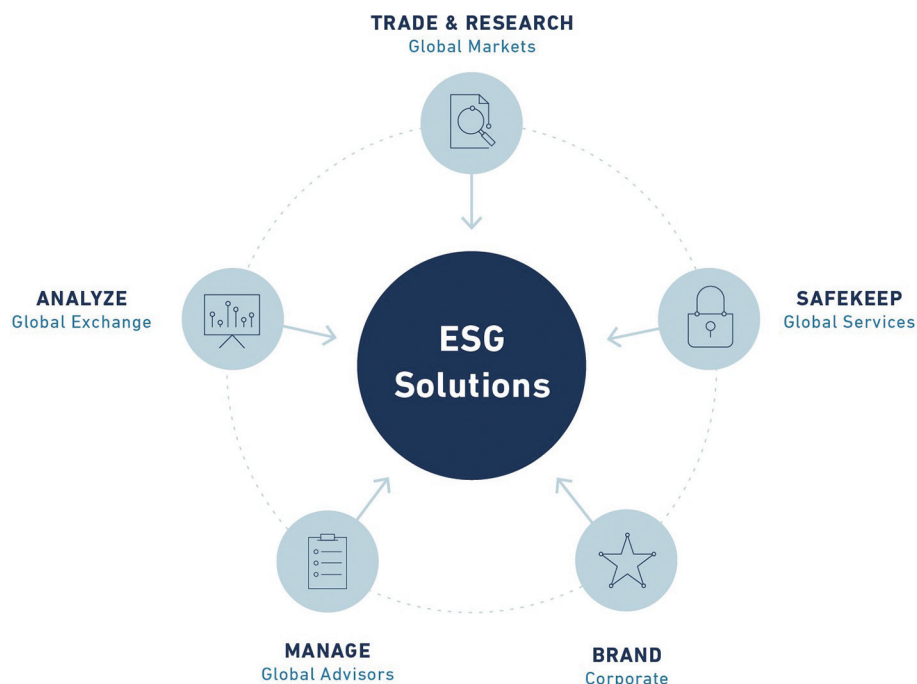 TRADE & RESEARCH
Global Markets
ANALYZE
Global Exchange
SAFEKEEP
Global Services
ESG
Solutions
MANAGE
Global Advisors
BRAND
Corporate